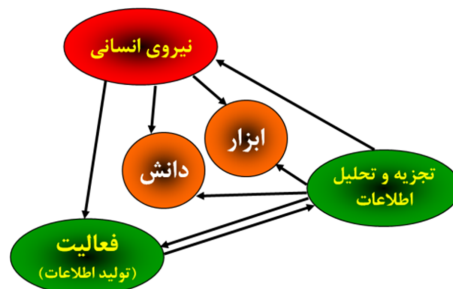 نیروی انسانی
ابزار
دانش
تجزیه و تحلیل
اطلاعات
فعالیت
(تولید اطلاعات)